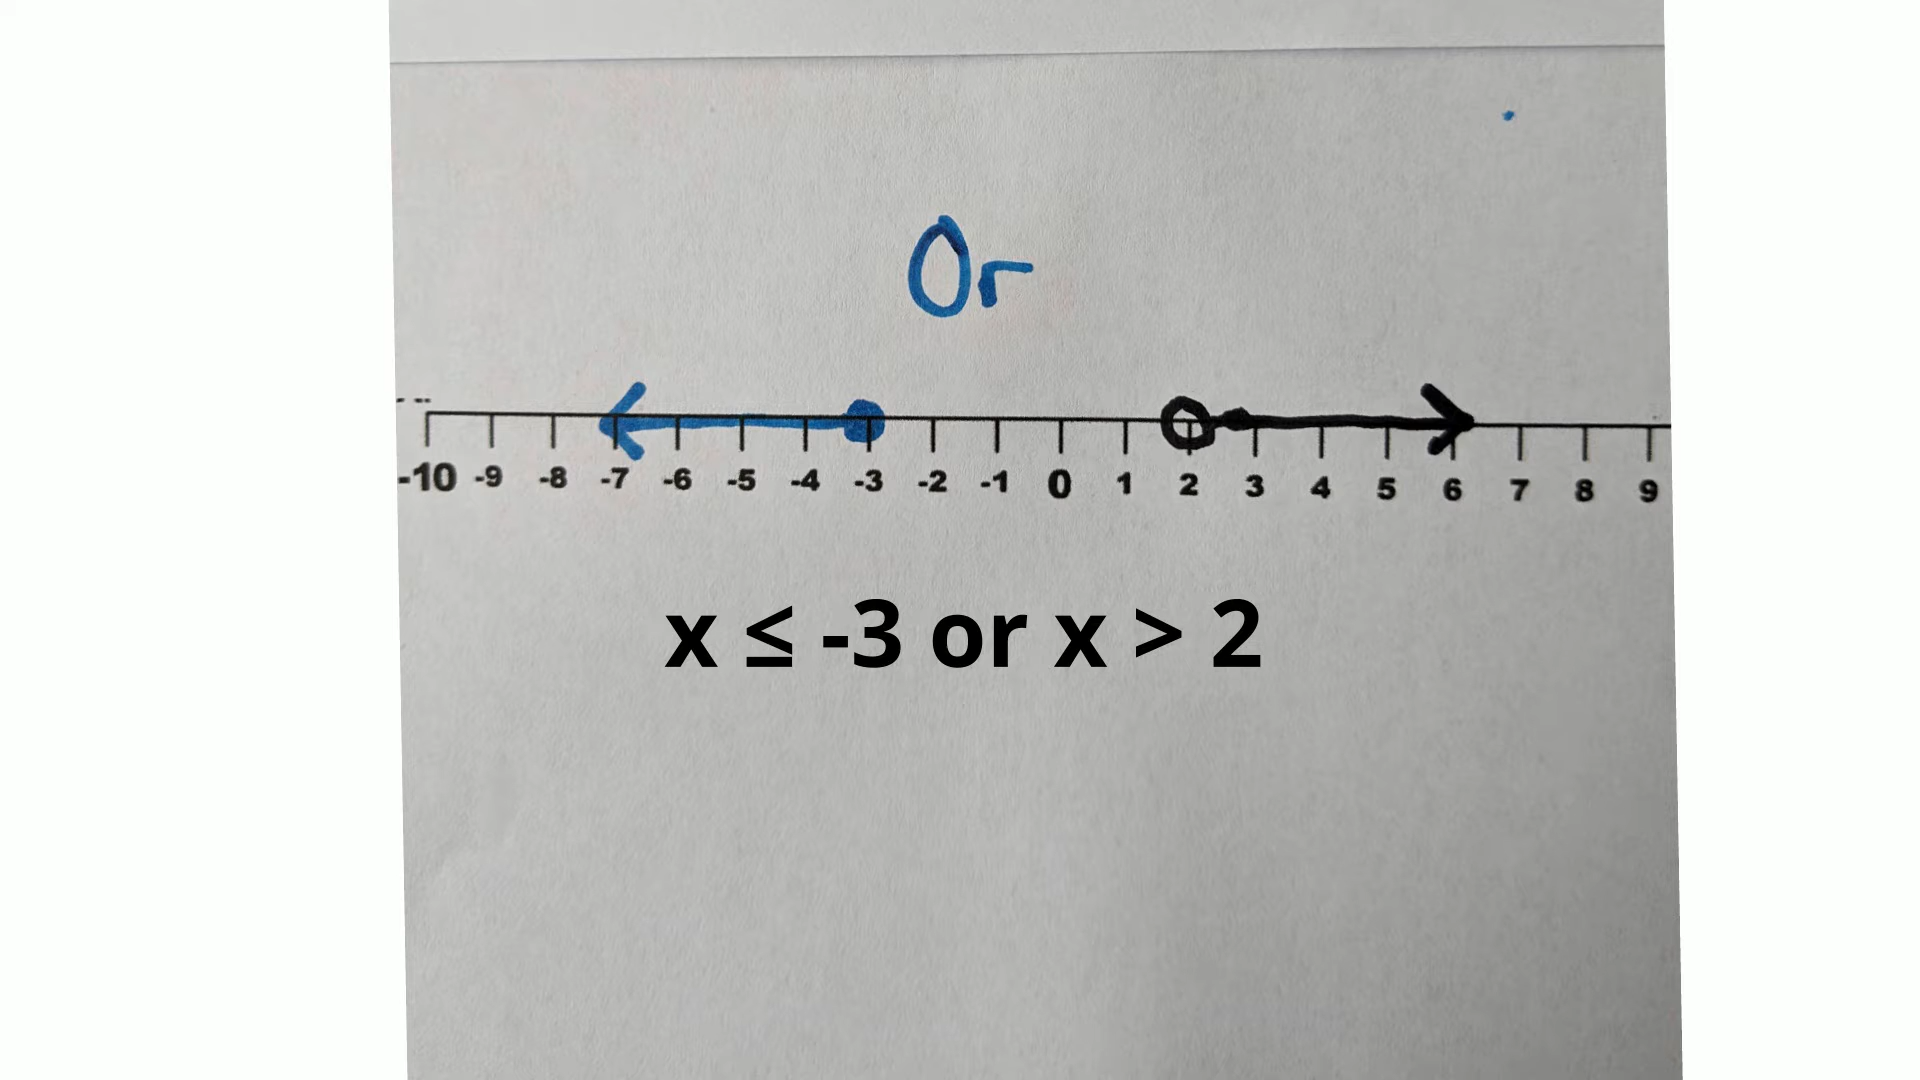 Or
-10 -9 -8 -7 -6 -5 -4 -3 -2 -1 0 1 2 3 4 5 6 7 8 9
x ≤ -3 or x > 2